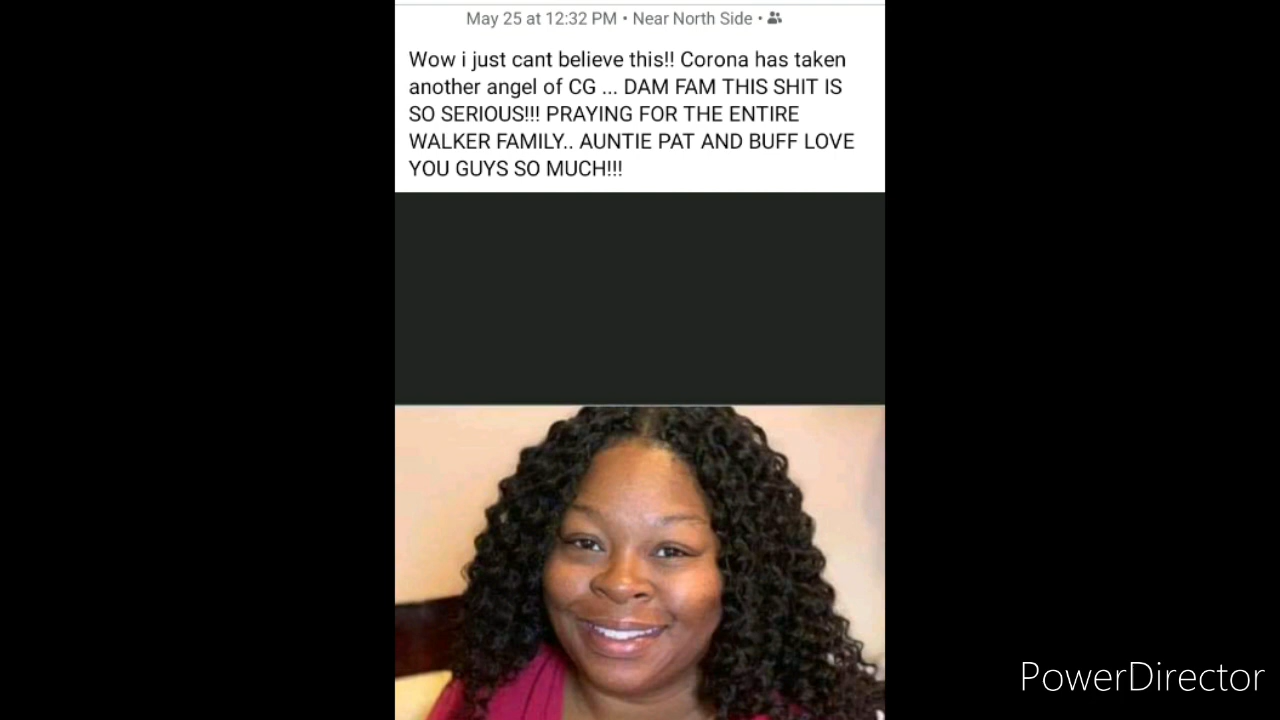 May 25 at 12:32 PM • Near North Side •
Wow i just cant believe this!! Corona has taken
another angel of CG ... DAM FAM THIS SHIT IS
SO SERIOUS!!! PRAYING FOR THE ENTIRE
WALKER FAMILY.. AUNTIE PAT AND BUFF LOVE
YOU GUYS SO MUCH!!!
PowerDirector